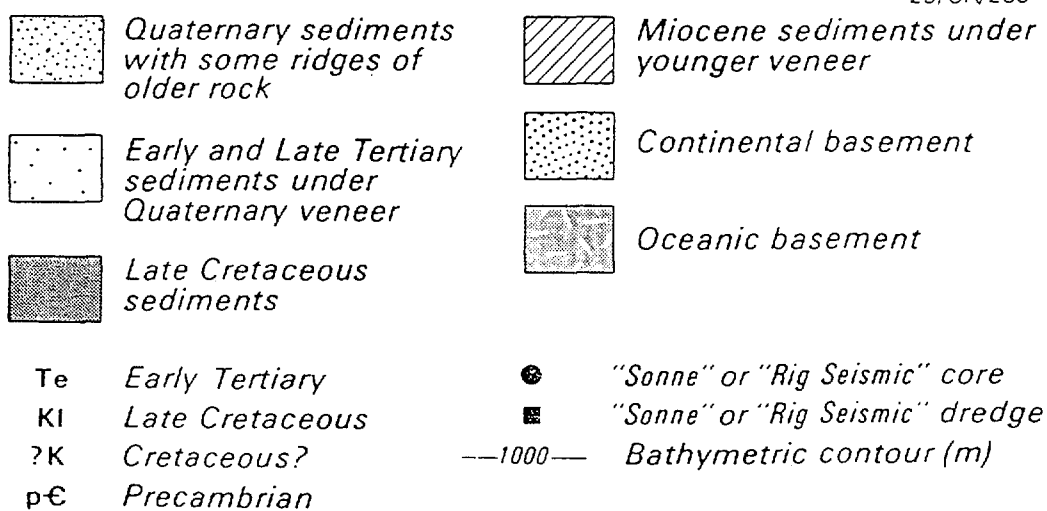 Quaternary sediments
with some ridges of
older rock
Early and Late Tertiary
sediments under
Quaternary veneer
Late Cretaceous
sediments
Miocene sediments under
younger veneer
Continental basement
Oceanic basement
Te Early Tertiary
Kl Late Cretaceous
?K Cretaceous?
p-Є Precambrian
"Sonne" or "Rig Seismic" core
"Sonne" or "Rig Seismic" dredge
—1000— Bathymetric contour (m)